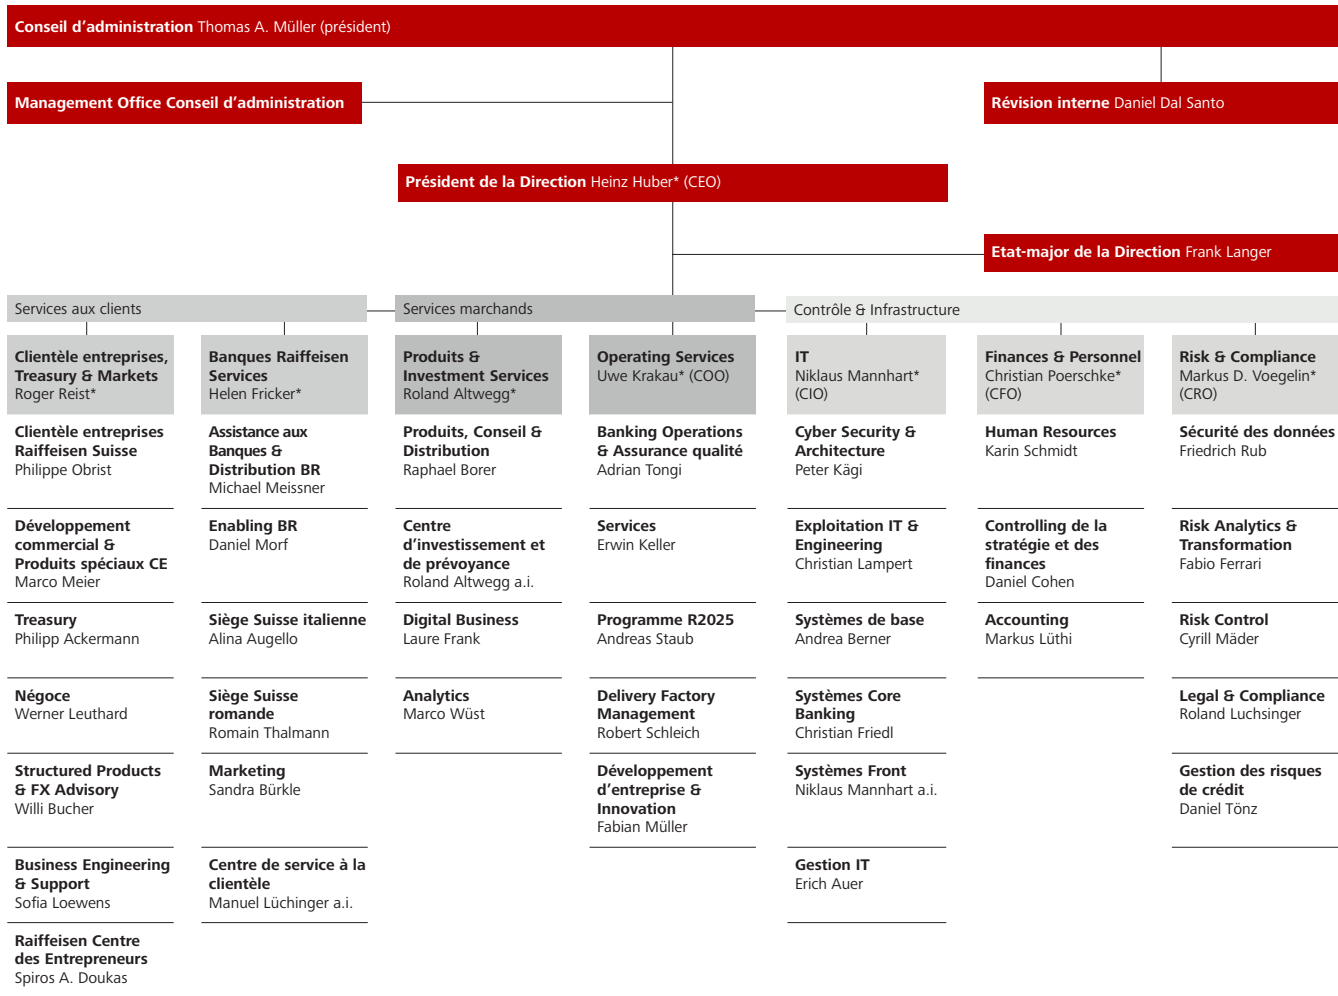 Conseil d’administration Thomas A. Müller (président)
Management Office Conseil d’administration
Révision interne Daniel Dal Santo
Président de la Direction Heinz Huber* (CEO)
Etat-major de la Direction Frank Langer
Services aux clients
Services marchands
Contrôle & Infrastructure
Clientèle entreprises,
Treasury & Markets
Roger Reist*
Clientèle entreprises
Raiffeisen Suisse
Philippe Obrist
Développement
commercial &
Produits spéciaux CE
Marco Meier
Treasury
Philipp Ackermann
Négoce
Werner Leuthard
Structured Products
& FX Advisory
Willi Bucher
Business Engineering
& Support
Sofia Loewens
Raiffeisen Centre
des Entrepreneurs
Spiros A. Doukas
Banques Raiffeisen
Services
Helen Fricker*
Assistance aux
Banques &
Distribution BR
Michael Meissner
Enabling BR
Daniel Morf
Siège Suisse italienne
Alina Augello
Siège Suisse
romande
Romain Thalmann
Marketing
Sandra Bürkle
Centre de service à la
clientèle
Manuel Lüchinger a.i.
Produits &
Investment Services
Roland Altwegg*
Produits, Conseil &
Distribution
Raphael Borer
Centre
d’investissement et
de prévoyance
Roland Altwegg a.i.
Digital Business
Laure Frank
Analytics
Marco Wüst
Operating Services
Uwe Krakau* (COO)
Banking Operations
& Assurance qualité
Adrian Tongi
Services
Erwin Keller
Programme R2025
Andreas Staub
Delivery Factory
Management
Robert Schleich
Développement
d’entreprise &
Innovation
Fabian Müller
IT
Niklaus Mannhart*
(CIO)
Cyber Security &
Architecture
Peter Kägi
Exploitation IT &
Engineering
Christian Lampert
Systèmes de base
Andrea Berner
Systèmes Core
Banking
Christian Friedl
Systèmes Front
Niklaus Mannhart a.i.
Gestion IT
Erich Auer
Finances & Personnel
Christian Poerschke*
(CFO)
Human Resources
Karin Schmidt
Controlling de la
stratégie et des
finances
Daniel Cohen
Accounting
Markus Lüthi
Risk & Compliance
Markus D. Voegelin*
(CRO)
Sécurité des données
Friedrich Rub
Risk Analytics &
Transformation
Fabio Ferrari
Risk Control
Cyrill Mäder
Legal & Compliance
Roland Luchsinger
Gestion des risques
de crédit
Daniel Tönz